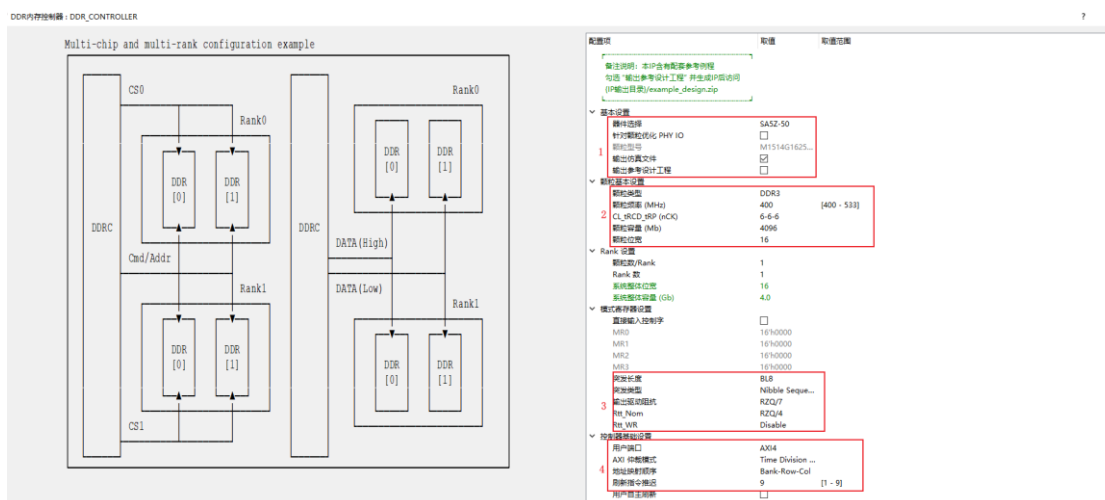 DDR内存控制器：DDR_CONTROLLER
?
Multi-chip and multi-rank configuration example
CS0
Rank0
DDR
[0]
DDR
[1]
DDRC
Cmd/Addr
Rank1
DDR
[0]
DDR
[1]
CS1
Rank0
DDR
[0]
DDR
[1]
DDRC
DATA(High)
DATA(Low)
Rank1
DDR
[0]
DDR
[1]
配置项 取值 取值范围
备注说明：本IP含有配套参考例程
勾选 "输出参考设计工程" 并生成IP后访问
(IP输出目录)/example_design.zip
基本设置
1
器件选择 SA5Z-50
针对颗粒优化 PHY IO
颗粒型号 M1514G1625...
输出仿真文件
输出参考设计工程
颗粒基本设置
2
颗粒类型 DDR3
颗粒频率 (MHz) 400 [400 - 533]
CL_tRCD_tRP (nCK) 6-6-6
颗粒容量 (Mb) 4096
颗粒位宽 16
Rank 设置
颗粒数/Rank 1
Rank 数 1
系统整体位宽 16
系统整体容量 (Gb) 4.0
模式寄存器设置
直接输入控制字
MR0 16'h0000
MR1 16'h0000
MR2 16'h0000
MR3 16'h0000
3
突发长度 BL8
突发类型 Nibble Seque...
输出驱动阻抗 RZQ/7
Rtt_Nom RZQ/4
Rtt_WR Disable
控制器基础设置
4
用户端口 AXI4
AXI 仲裁模式 Time Division ...
地址映射顺序 Bank-Row-Col
刷新指令推迟 9 [1 - 9]
用户自主刷新